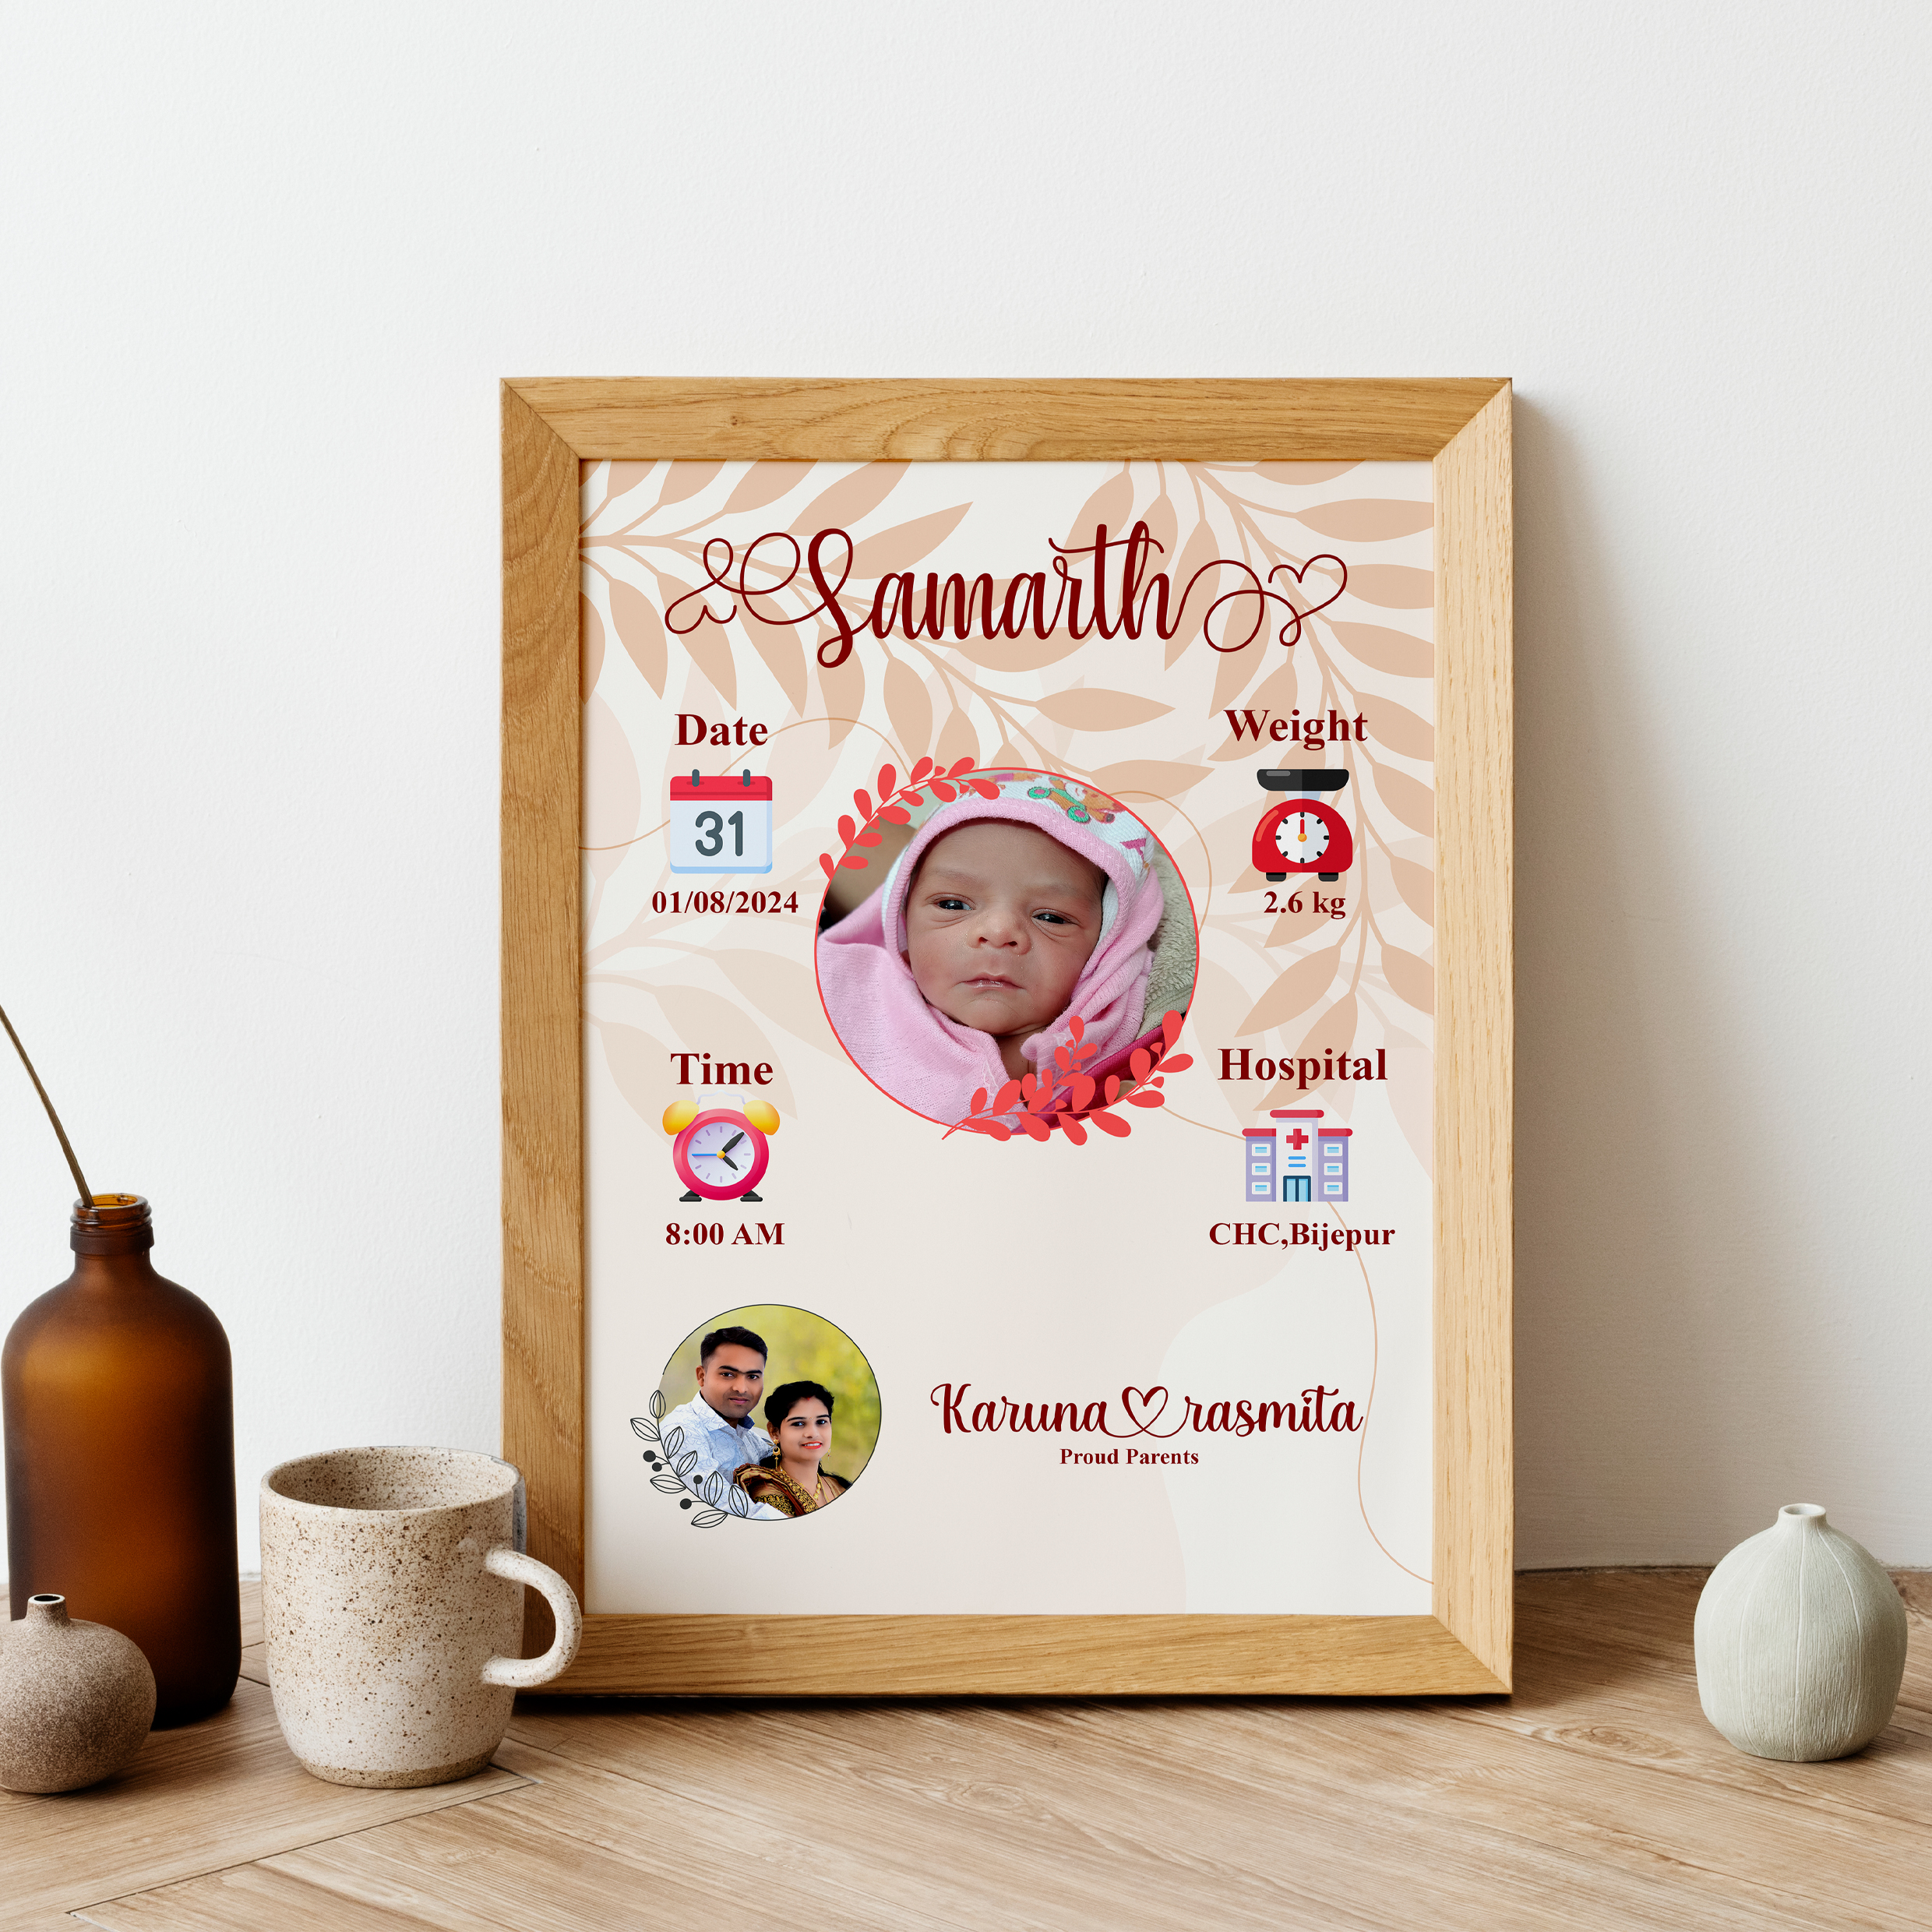 Samarth
Date
31
01/08/2024
Weight
2.6 kg
Time
8:00 AM
Hospital
CHC,Bijepur
Karuna rasmita
Proud Parents